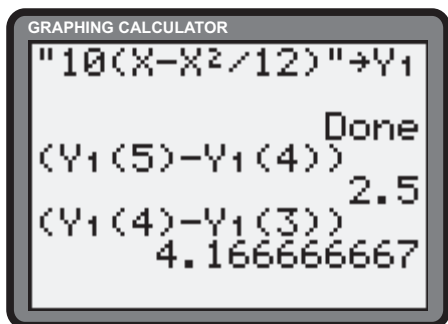 GRAPHING CALCULATOR
"10(X-X²/12)"→Y₁
Done
(Y₁(5)-Y₁(4))
2.5
(Y₁(4)-Y₁(3))
4.166666667